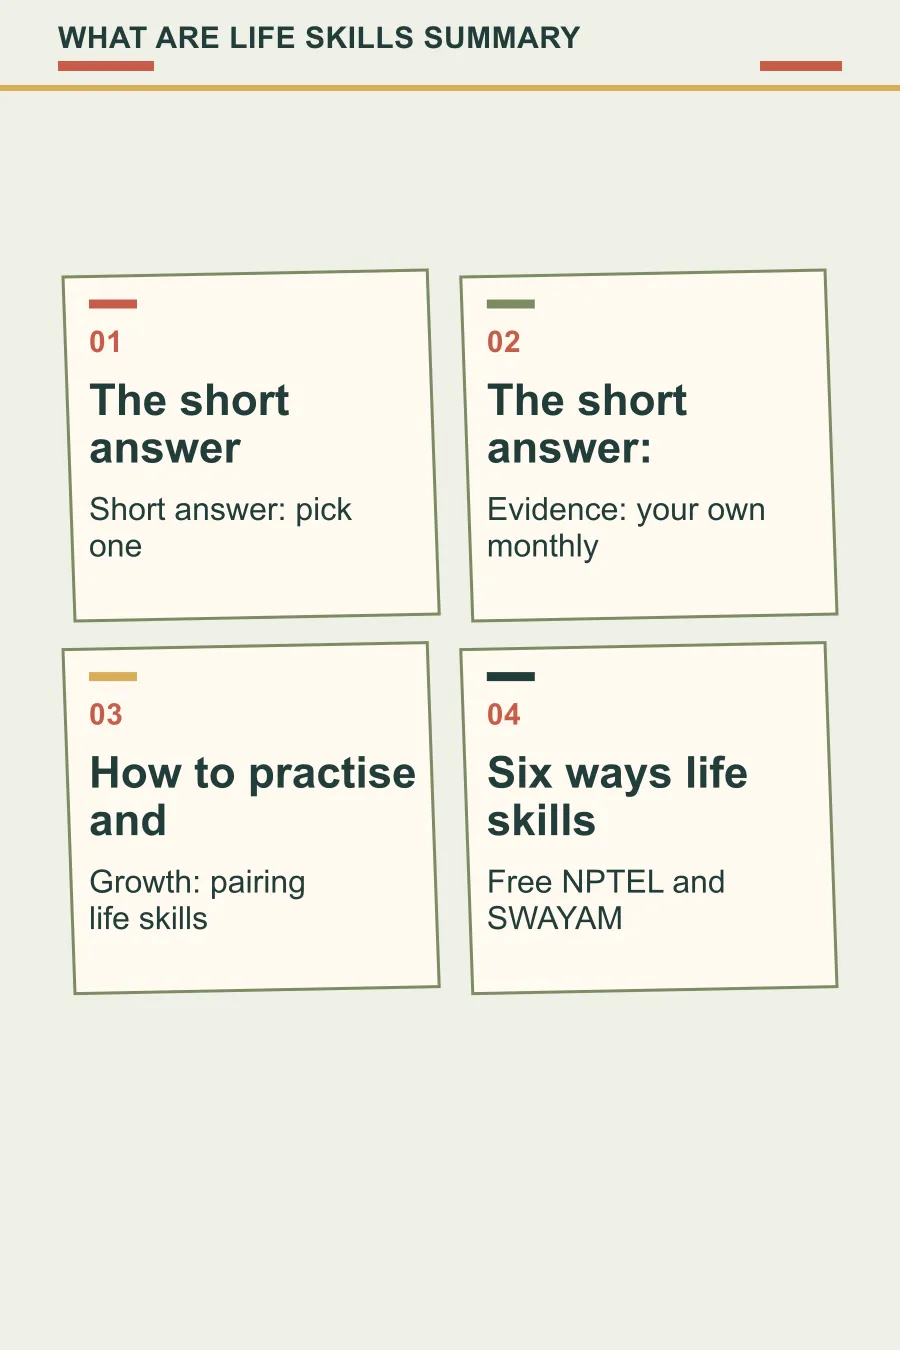 WHAT ARE LIFE SKILLS SUMMARY
01
The short
answer
Short answer: pick
one
02
The short
answer:
Evidence: your own
monthly
03
How to practise
and
Growth: pairing
life skills
04
Six ways life
skills
Free NPTEL and
SWAYAM